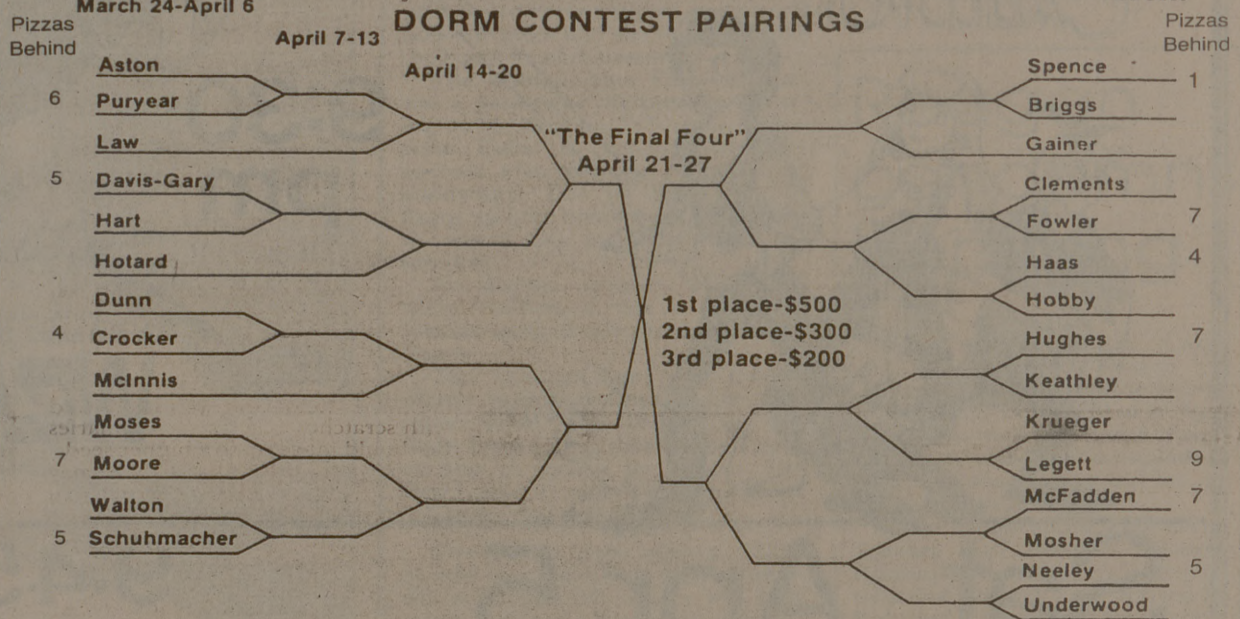 March 24-April 6
DORM CONTEST PAIRINGS
Pizzas
Behind
April 7-13
April 14-20
Pizzas
Behind
Aston
6 Puryear
Law
5 Davis-Gary
Hart
Hotard
Dunn
4 Crocker
McInnis
Moses
7 Moore
Walton
5 Schuhmacher
"The Final Four"
April 21-27
1st place-$500
2nd place-$300
3rd place-$200
Spence 1
Briggs
Gainer
Clements
Fowler 7
Haas 4
Hobby
Hughes 7
Keathley
Krueger
Legett 9
McFadden 7
Mosher
Neeley 5
Underwood